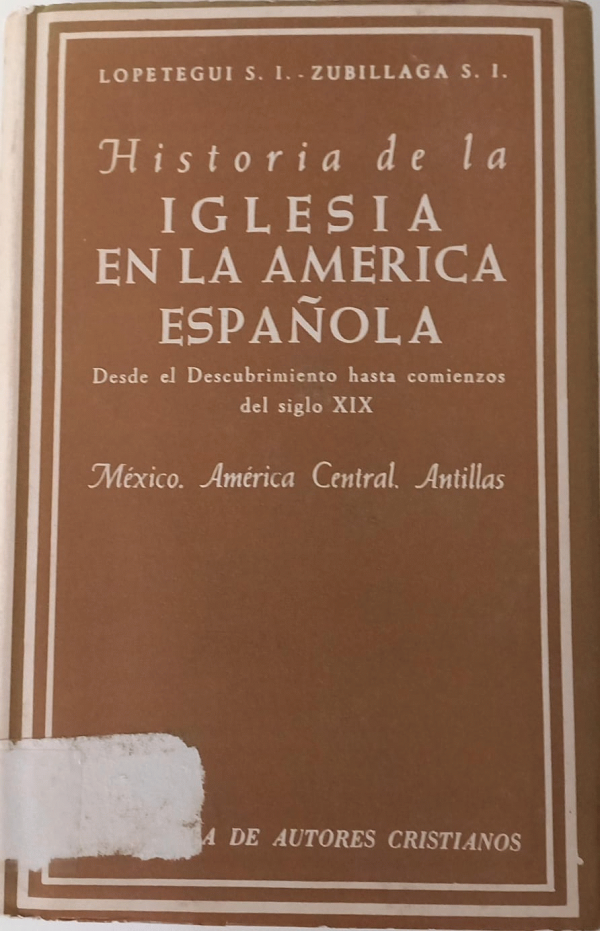 LOPETEGUI S. I. - ZUBILLAGA S. I.
Historia de la
IGLESIA
EN LA AMERICA
ESPAÑOLA
Desde el Descubrimiento hasta comienzos
del siglo XIX
México. América Central. Antillas
DE AUTORES CRISTIANOS